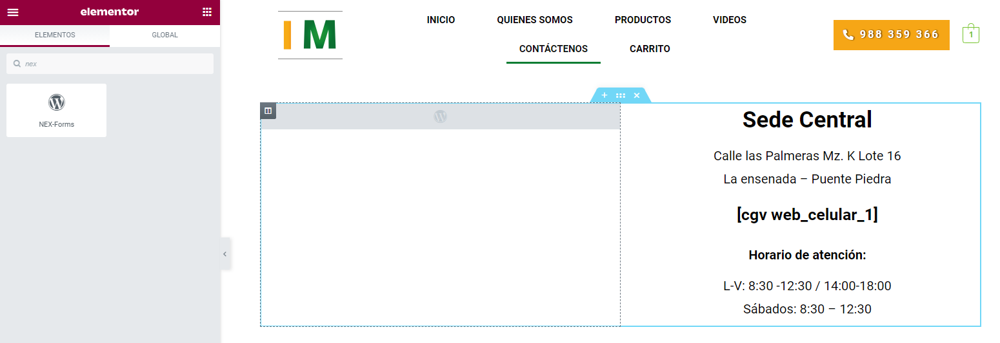 elementor
ELEMENTOS
GLOBAL
nex
NEX-Forms
I M
INICIO
QUIENES SOMOS
PRODUCTOS
VIDEOS
CONTÁCTENOS
CARRITO
988 359 366
1
Sede Central
Calle las Palmeras Mz. K Lote 16
La ensenada – Puente Piedra
[cgv web_celular_1]
Horario de atención:
L-V: 8:30 -12:30 / 14:00-18:00
Sábados: 8:30 – 12:30